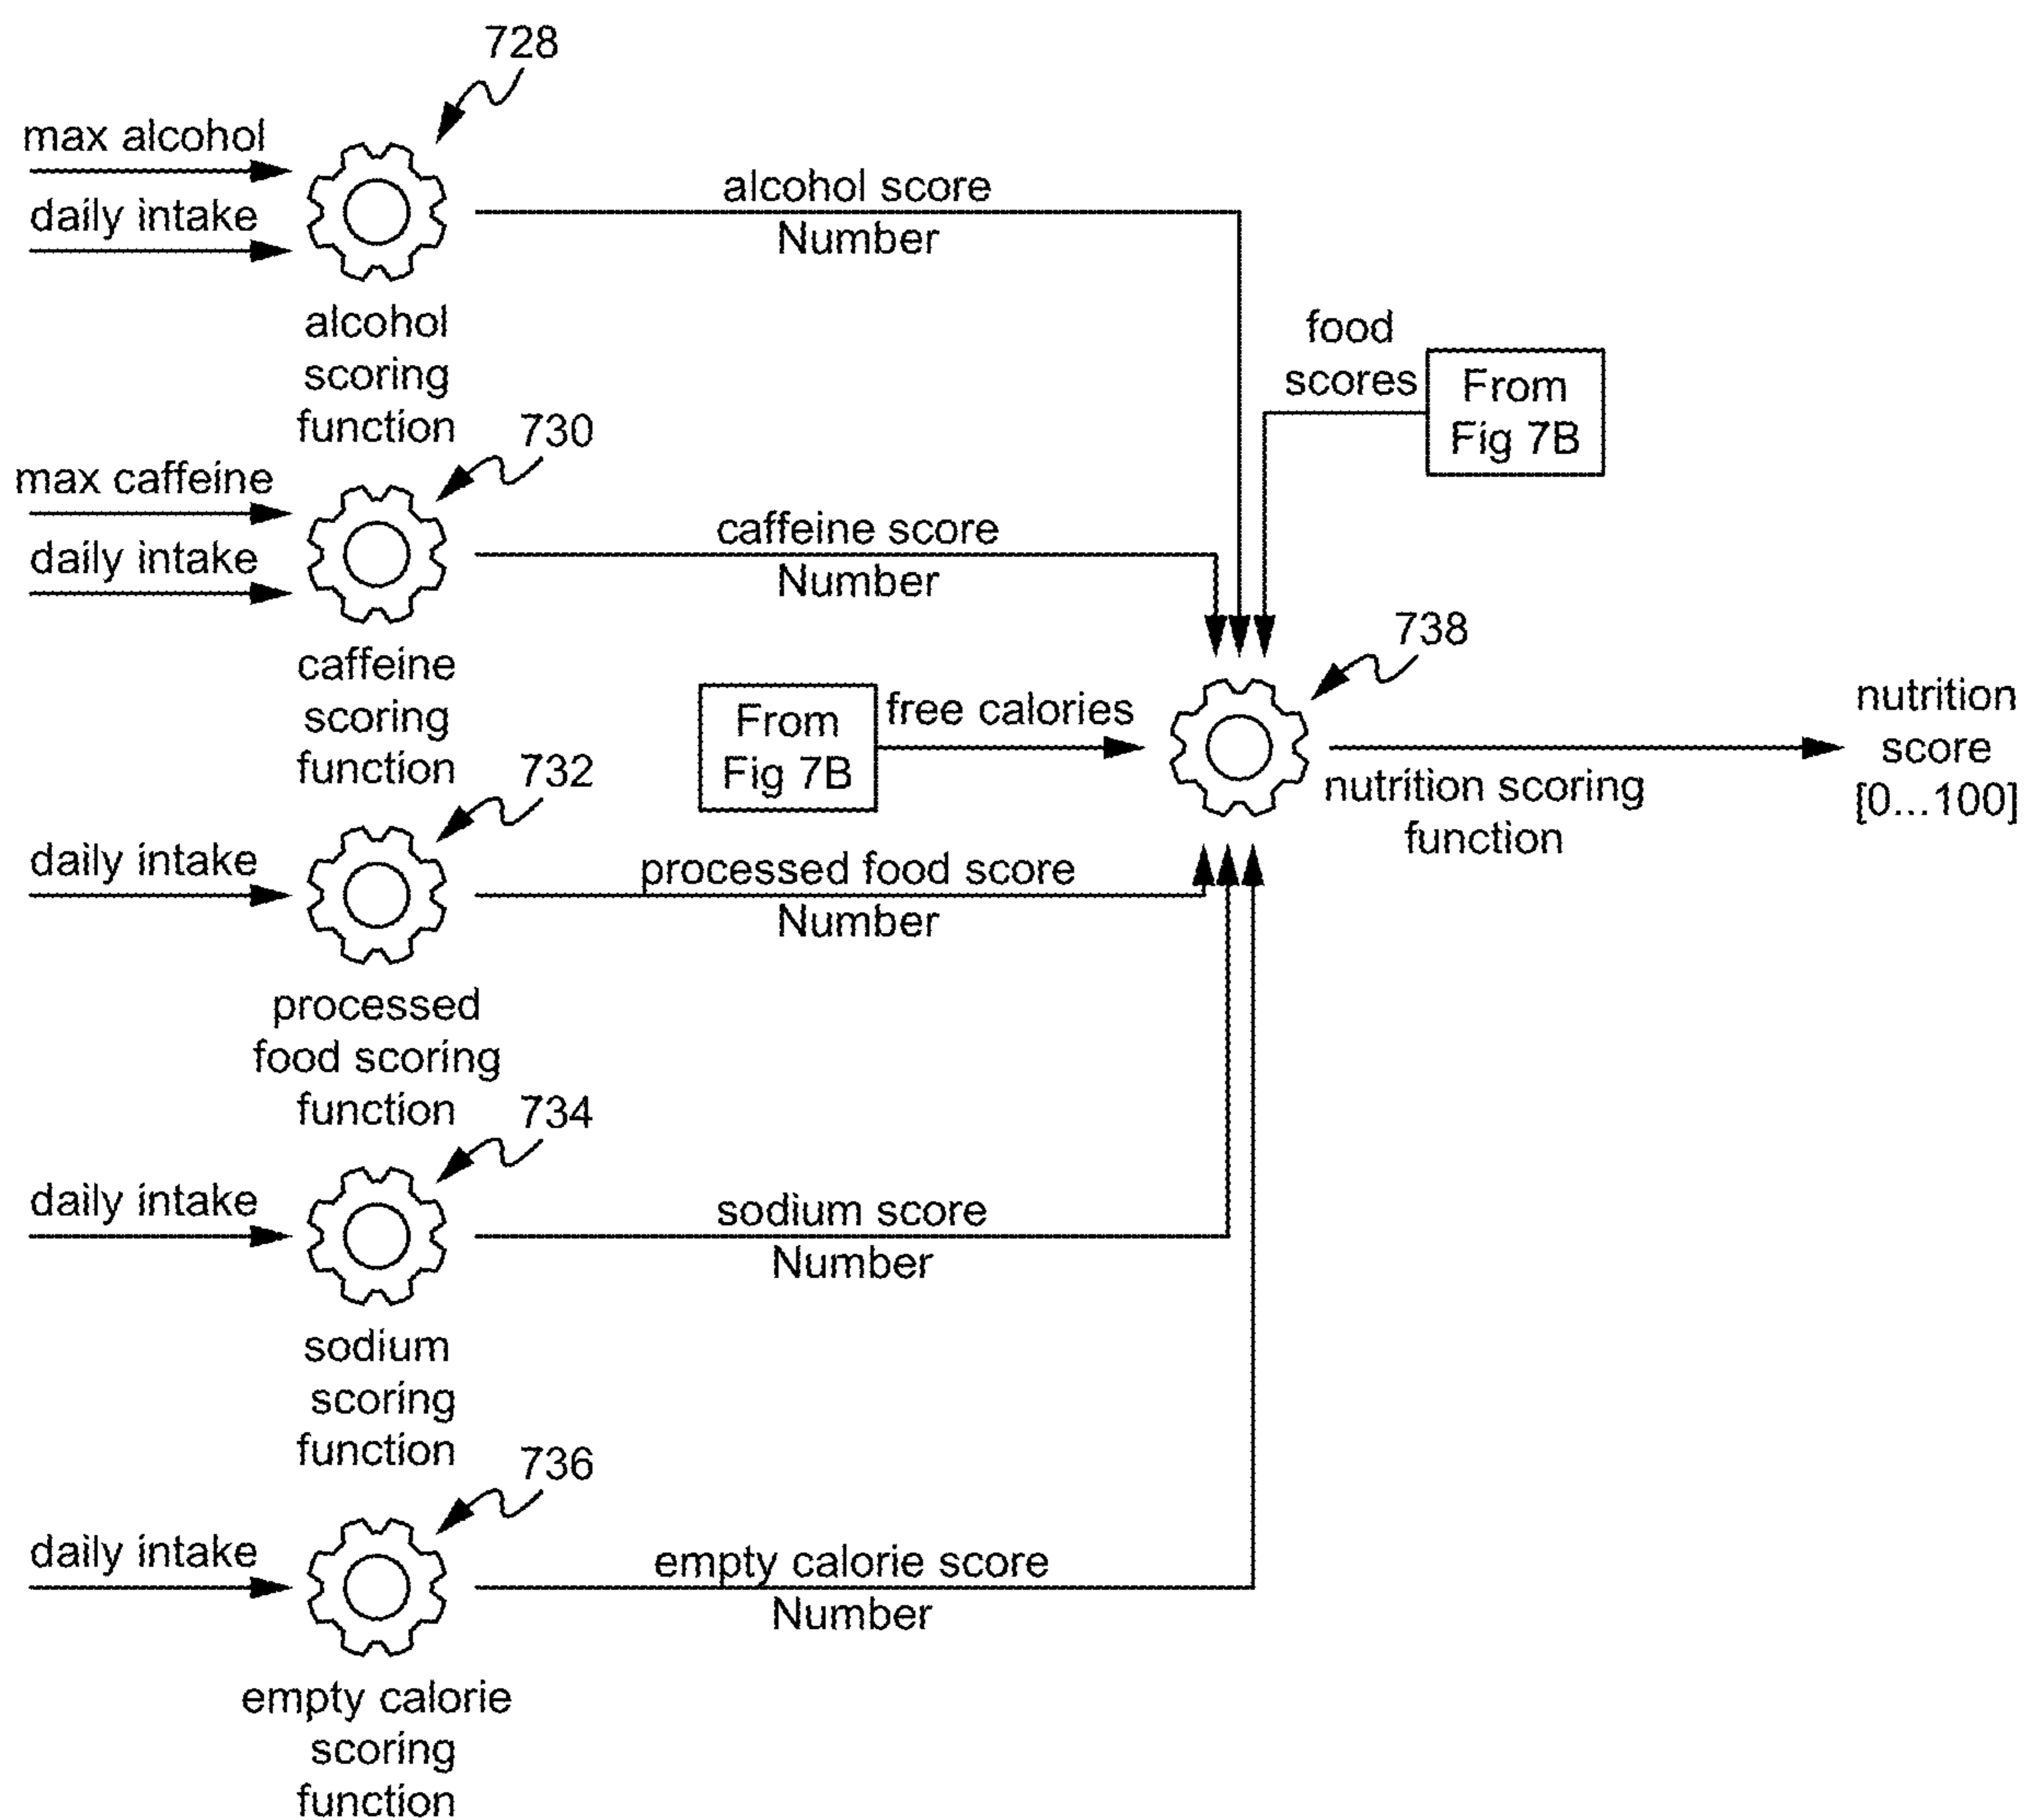 728
max alcohol
daily intake
alcohol score
Number
alcohol
scoring
function
food
scores
From
Fig 7B
730
max caffeine
daily intake
caffeine score
Number
caffeine
scoring
function
738
From
Fig 7B
free calories
nutrition scoring
function
nutrition
score
[0...100]
732
daily intake
processed food score
Number
processed
food scoring
function
734
daily intake
sodium score
Number
sodium
scoring
function
736
daily intake
empty calorie score
Number
empty calorie
scoring
function